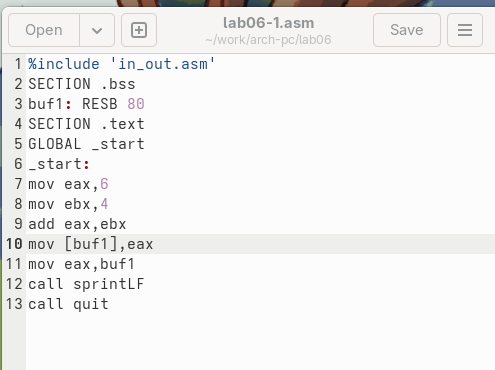 Open
lab06-1.asm
~/work/arch-pc/lab06
Save
1 %include 'in_out.asm'
2 SECTION .bss
3 buf1: RESB 80
4 SECTION .text
5 GLOBAL _start
6 _start:
7 mov eax,6
8 mov ebx,4
9 add eax,ebx
10 mov [buf1],eax
11 mov eax,buf1
12 call sprintLF
13 call quit